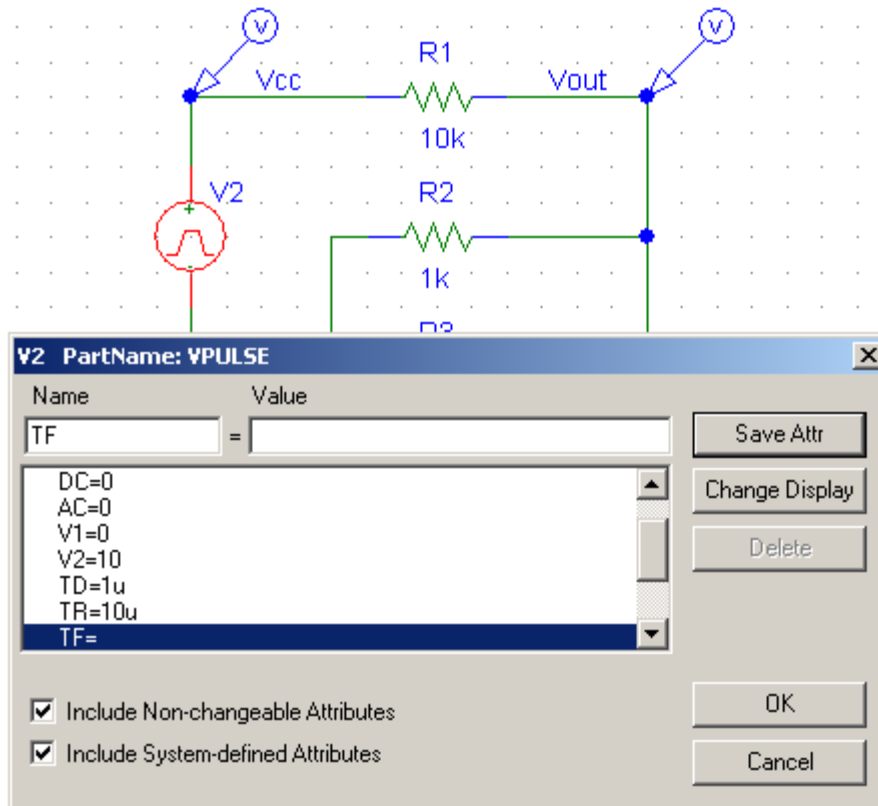 V
V
R1
Vcc
Vout
10k
V2
R2
1k
R3
V2 PartName: VPULSE
Name Value
TF =
Save Attr
DC=0
AC=0
V1=0
V2=10
TD=1u
TR=10u
TF=
Change Display
Delete
Include Non-changeable Attributes
Include System-defined Attributes
OK
Cancel